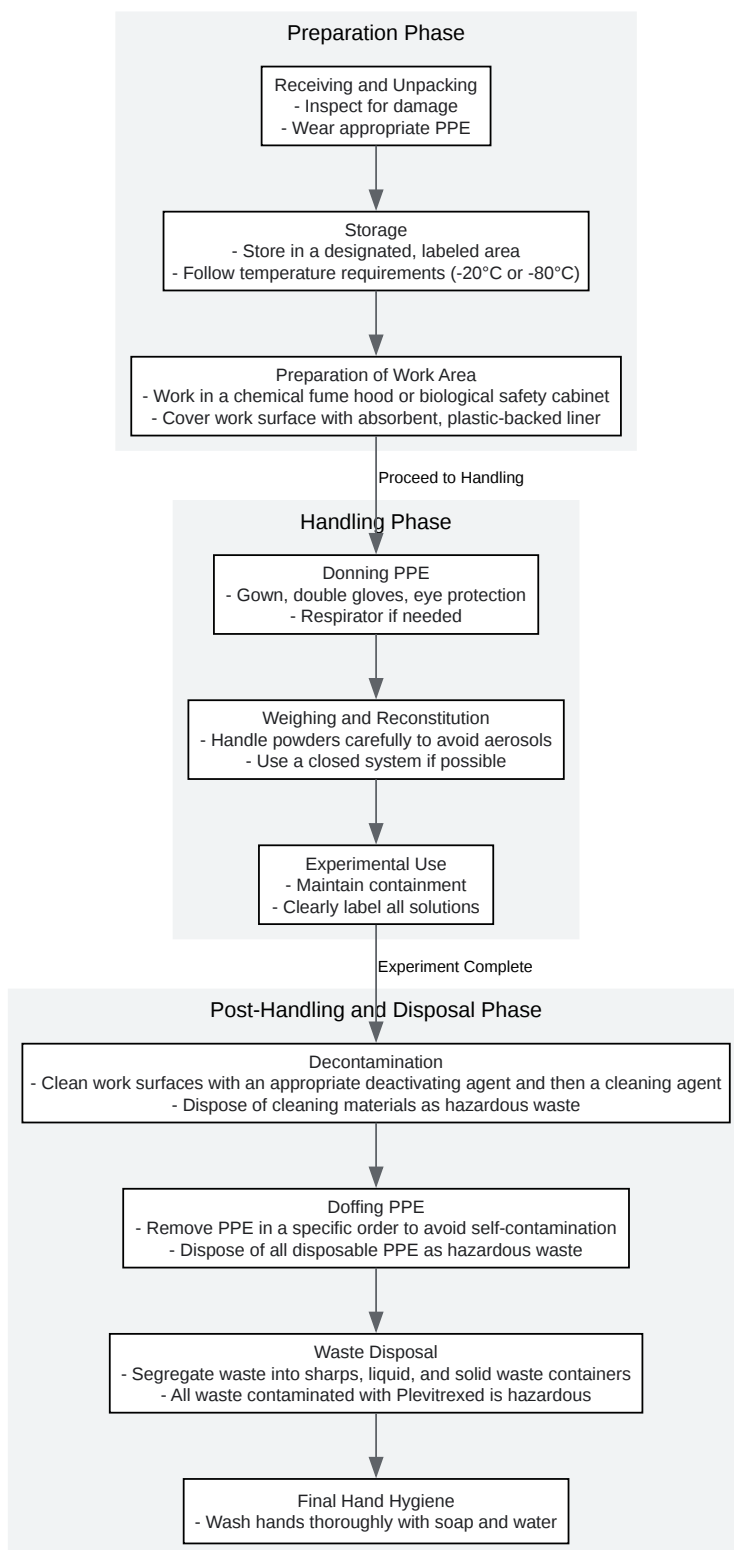 Preparation Phase
Receiving and Unpacking
- Inspect for damage
- Wear appropriate PPE
Storage
- Store in a designated, labeled area
- Follow temperature requirements (-20°C or -80°C)
Preparation of Work Area
- Work in a chemical fume hood or biological safety cabinet
- Cover work surface with absorbent, plastic-backed liner
Proceed to Handling
Handling Phase
Donning PPE
- Gown, double gloves, eye protection
- Respirator if needed
Weighing and Reconstitution
- Handle powders carefully to avoid aerosols
- Use a closed system if possible
Experimental Use
- Maintain containment
- Clearly label all solutions
Experiment Complete
Post-Handling and Disposal Phase
Decontamination
- Clean work surfaces with an appropriate deactivating agent and then a cleaning agent
- Dispose of cleaning materials as hazardous waste
Doffing PPE
- Remove PPE in a specific order to avoid self-contamination
- Dispose of all disposable PPE as hazardous waste
Waste Disposal
- Segregate waste into sharps, liquid, and solid waste containers
- All waste contaminated with Plevitrexed is hazardous
Final Hand Hygiene
- Wash hands thoroughly with soap and water